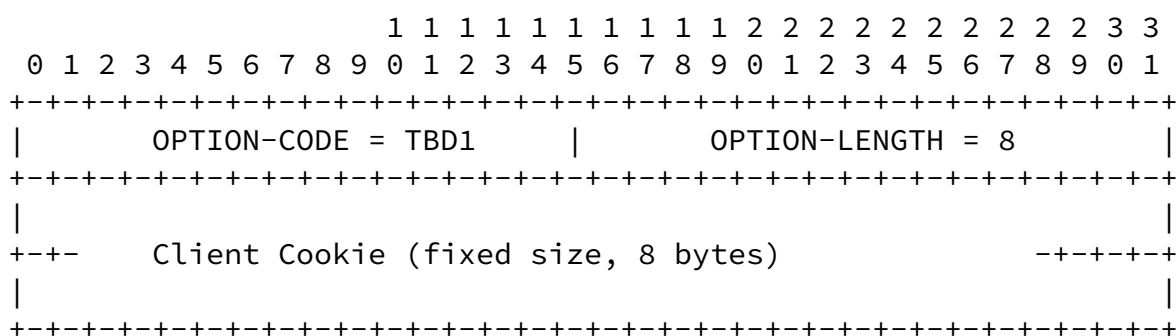 1 1 1 1 1 1 1 1 1 1 2 2 2 2 2 2 2 2 2 2 3 3
 0 1 2 3 4 5 6 7 8 9 0 1 2 3 4 5 6 7 8 9 0 1 2 3 4 5 6 7 8 9 0 1
+-+-+-+-+-+-+-+-+-+-+-+-+-+-+-+-+-+-+-+-+-+-+-+-+-+-+-+-+-+-+-+-+
|       OPTION-CODE = TBD1      |       OPTION-LENGTH = 8       |
+-+-+-+-+-+-+-+-+-+-+-+-+-+-+-+-+-+-+-+-+-+-+-+-+-+-+-+-+-+-+-+-+
|                                                               |
+-+-    Client Cookie (fixed size, 8 bytes)              -+-+-+-+
|                                                               |
+-+-+-+-+-+-+-+-+-+-+-+-+-+-+-+-+-+-+-+-+-+-+-+-+-+-+-+-+-+-+-+-+